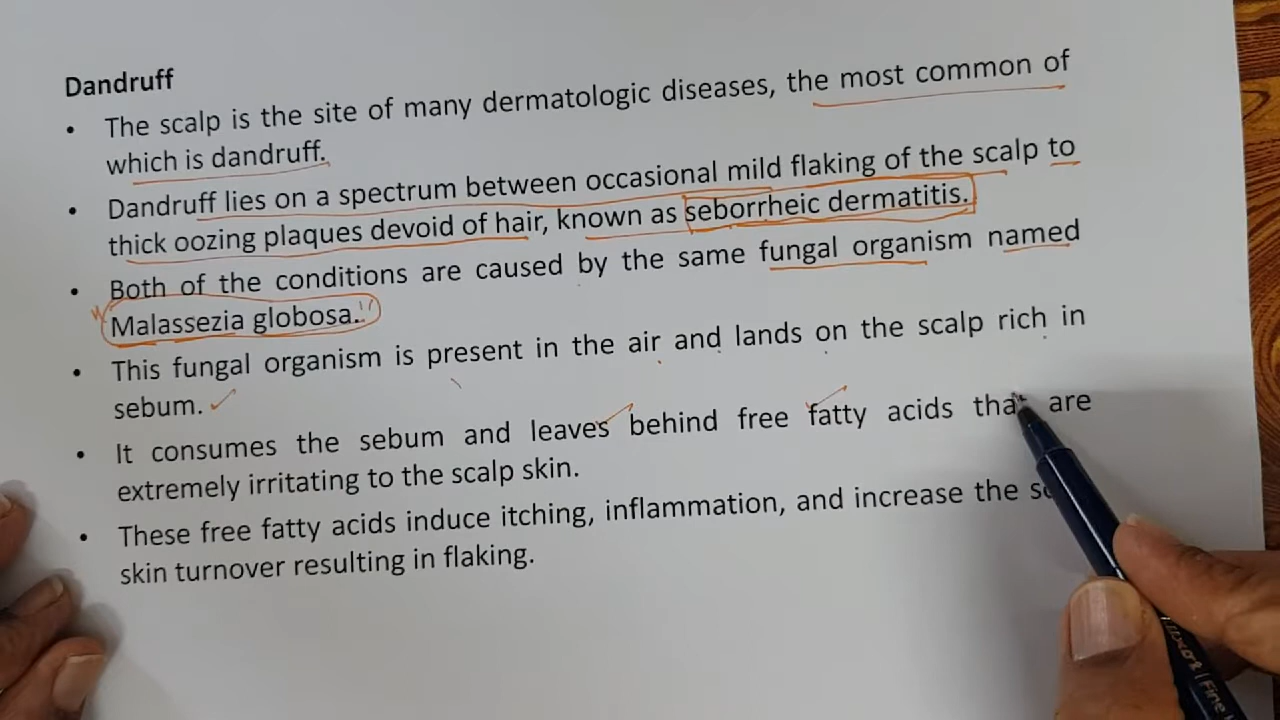 Dandruff
• The scalp is the site of many dermatologic diseases, the most common of
which is dandruff.
• Dandruff lies on a spectrum between occasional mild flaking of the scalp to
thick oozing plaques devoid of hair, known as seborrheic dermatitis.
• Both of the conditions are caused by the same fungal organism named
"Malassezia globosa."
• This fungal organism is present in the air and lands on the scalp rich in
sebum.
• It consumes the sebum and leaves behind free fatty acids that are
extremely irritating to the scalp skin.
• These free fatty acids induce itching, inflammation, and increase the
skin turnover resulting in flaking.
Luxor | Fine